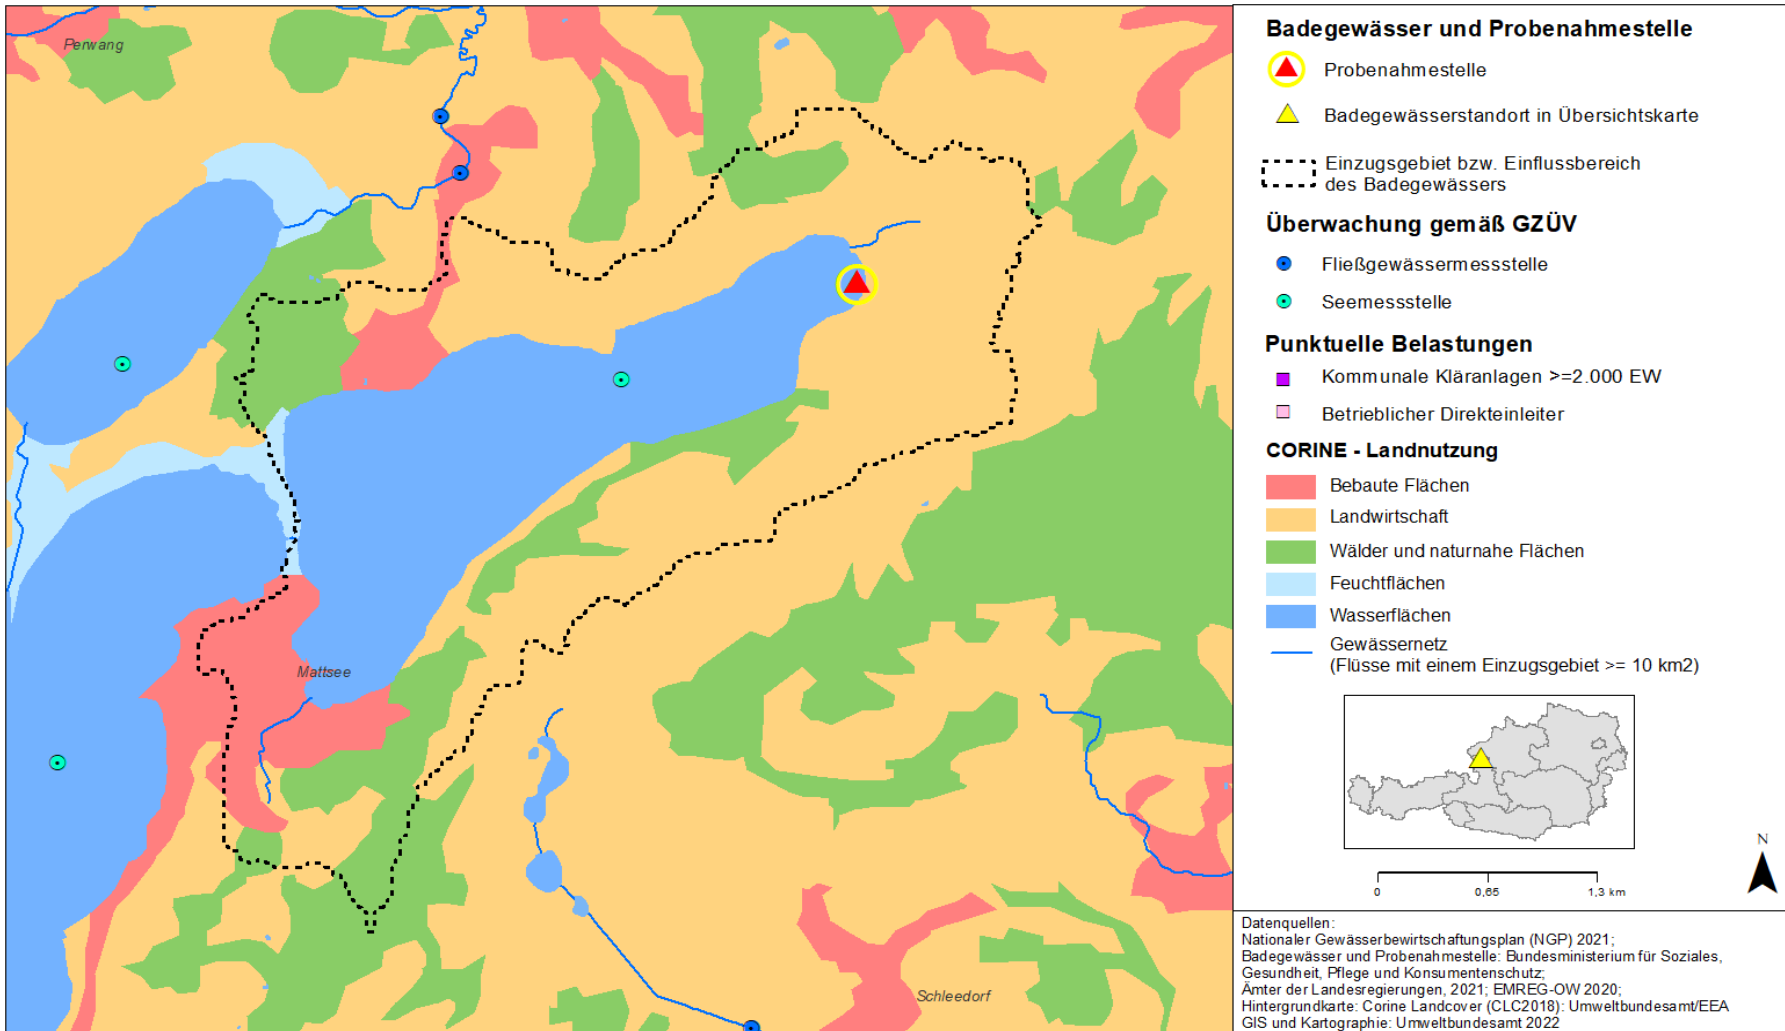 Perwang
Mattsee
Schleedorf
Badegewässer und Probenahmestelle
Probenahmestelle
Badegewässerstandort in Übersichtskarte
Einzugsgebiet bzw. Einflussbereich
des Badegewässers
Überwachung gemäß GZÜV
Fließgewässermessstelle
Seemessstelle
Punktuelle Belastungen
Kommunale Kläranlagen >=2.000 EW
Betrieblicher Direkteinleiter
CORINE - Landnutzung
Bebaute Flächen
Landwirtschaft
Wälder und naturnahe Flächen
Feuchtflächen
Wasserflächen
Gewässernetz
(Flüsse mit einem Einzugsgebiet >= 10 km2)
N
0 0,65 1,3 km
Datenquellen:
Nationaler Gewässerbewirtschaftungsplan (NGP) 2021;
Badegewässer und Probenahmestelle: Bundesministerium für Soziales,
Gesundheit, Pflege und Konsumentenschutz;
Ämter der Landesregierungen, 2021; EMREG-OW 2020;
Hintergrundkarte: Corine Landcover (CLC2018): Umweltbundesamt/EEA
GIS und Kartographie: Umweltbundesamt 2022